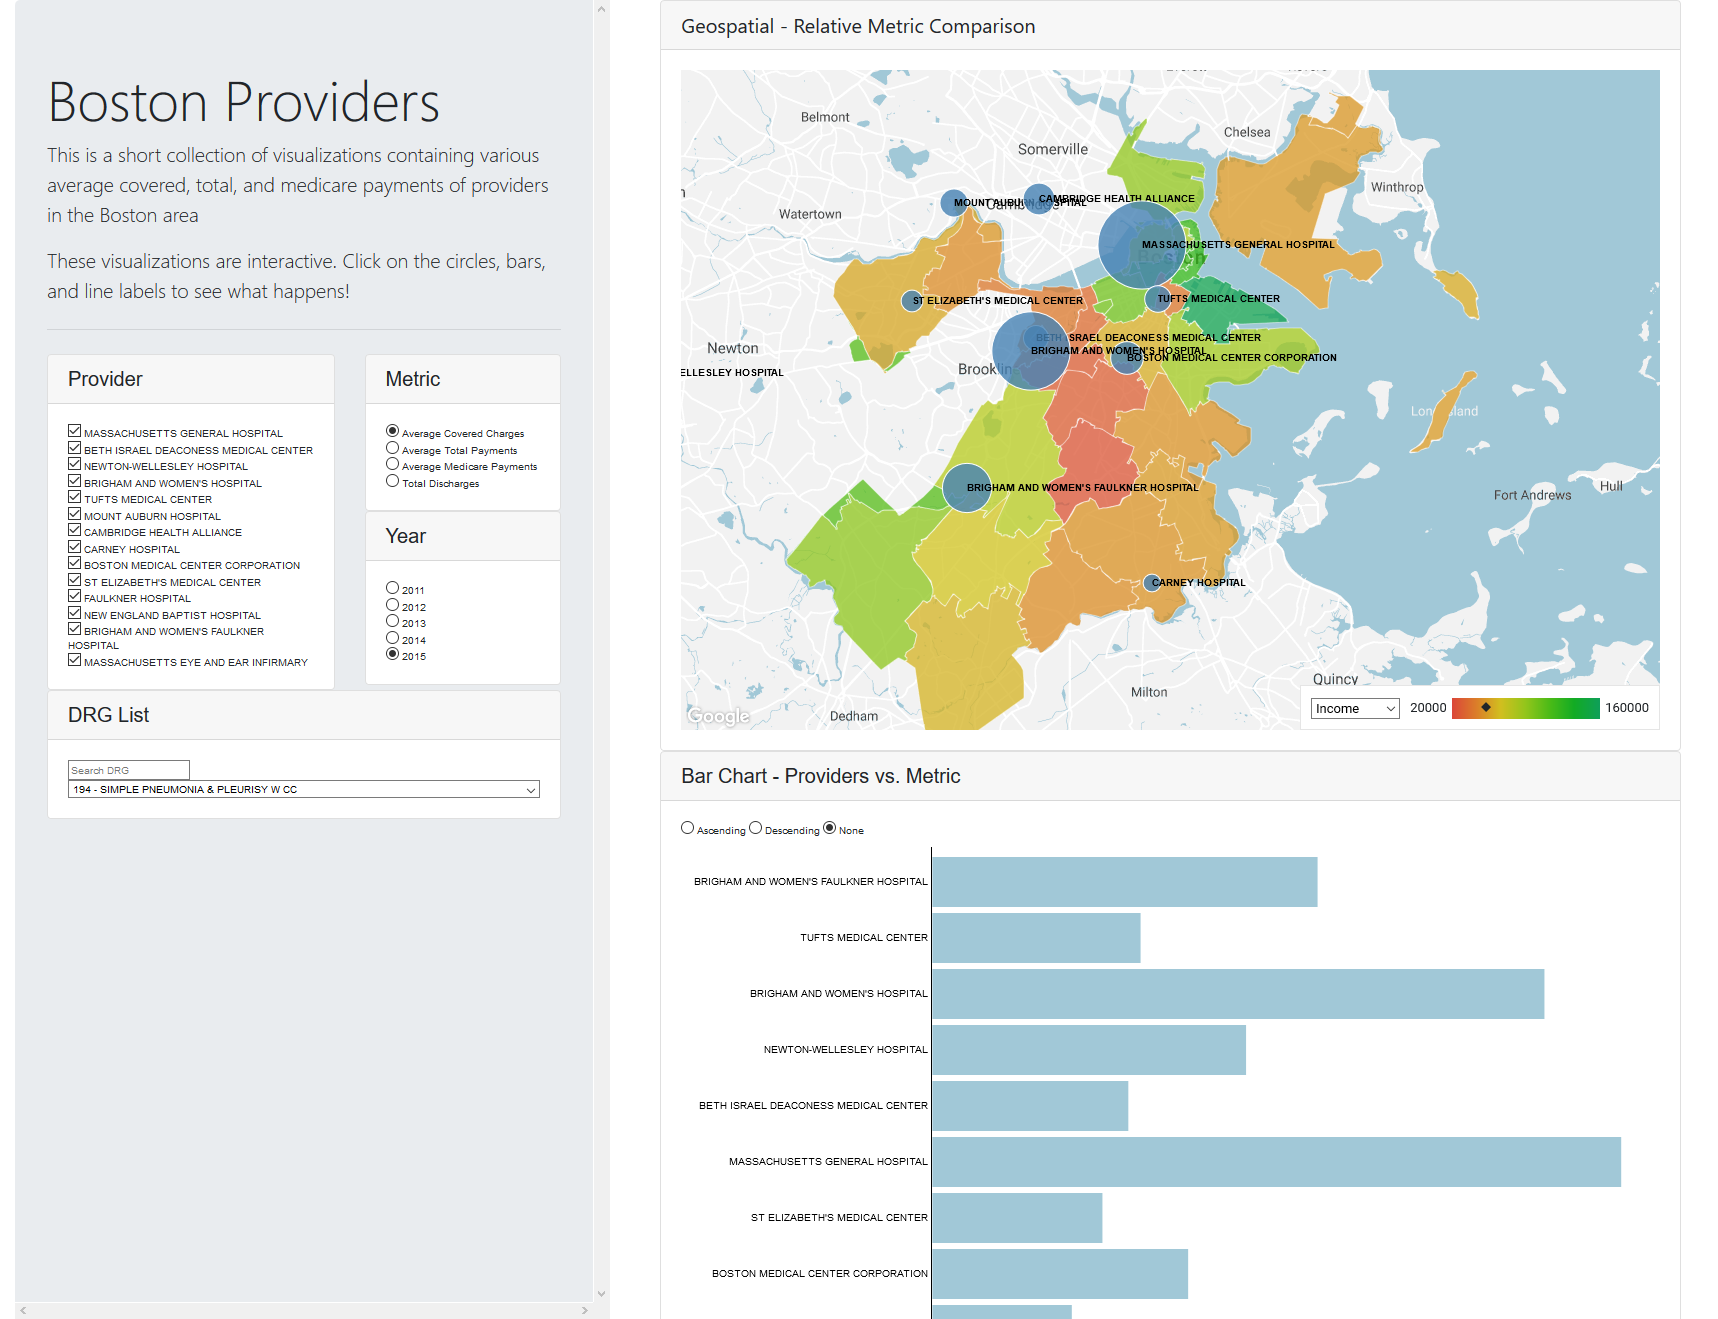 Boston Providers
This is a short collection of visualizations containing various
average covered, total, and medicare payments of providers
in the Boston area
These visualizations are interactive. Click on the circles, bars,
and line labels to see what happens!
Provider
MASSACHUSETTS GENERAL HOSPITAL
BETH ISRAEL DEACONESS MEDICAL CENTER
NEWTON-WELLESLEY HOSPITAL
BRIGHAM AND WOMEN'S HOSPITAL
TUFTS MEDICAL CENTER
MOUNT AUBURN HOSPITAL
CAMBRIDGE HEALTH ALLIANCE
CARNEY HOSPITAL
BOSTON MEDICAL CENTER CORPORATION
ST ELIZABETH'S MEDICAL CENTER
FAULKNER HOSPITAL
NEW ENGLAND BAPTIST HOSPITAL
BRIGHAM AND WOMEN'S FAULKNER
HOSPITAL
MASSACHUSETTS EYE AND EAR INFIRMARY
Metric
Average Covered Charges
Average Total Payments
Average Medicare Payments
Total Discharges
Year
2011
2012
2013
2014
2015
DRG List
Search DRG
194 - SIMPLE PNEUMONIA & PLEURISY W CC
Geospatial - Relative Metric Comparison
Belmont
Chelsea
Somerville
Winthrop
Watertown
CAMBRIDGE HEALTH ALLIANCE
MOUNT AUBURN HOSPITAL
Cambridge
MASSACHUSETTS GENERAL HOSPITAL
Boston
TUFTS MEDICAL CENTER
ST ELIZABETH'S MEDICAL CENTER
BETH ISRAEL DEACONESS MEDICAL CENTER
Newton
BRIGHAM AND WOMEN'S HOSPITAL
BOSTON MEDICAL CENTER CORPORATION
Brookline
ELLESLEY HOSPITAL
Long Island
BRIGHAM AND WOMEN'S FAULKNER HOSPITAL
Hull
Fort Andrews
CARNEY HOSPITAL
Quincy
Milton
Dedham
Google
Income 20000 160000
Bar Chart - Providers vs. Metric
Ascending Descending None
BRIGHAM AND WOMEN'S FAULKNER HOSPITAL
TUFTS MEDICAL CENTER
BRIGHAM AND WOMEN'S HOSPITAL
NEWTON-WELLESLEY HOSPITAL
BETH ISRAEL DEACONESS MEDICAL CENTER
MASSACHUSETTS GENERAL HOSPITAL
ST ELIZABETH'S MEDICAL CENTER
BOSTON MEDICAL CENTER CORPORATION